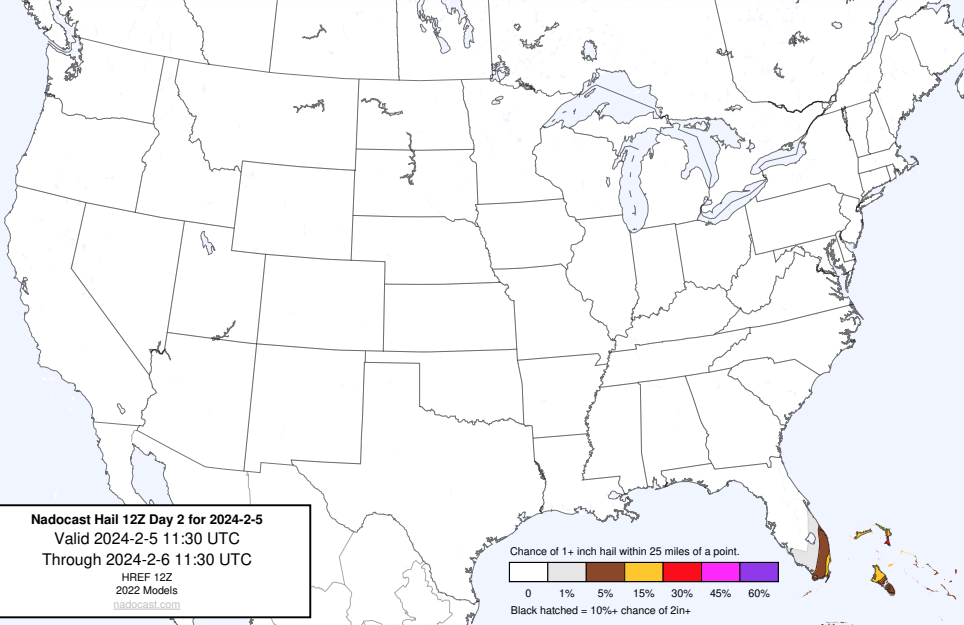 Nadocast Hail 12Z Day 2 for 2024-2-5
Valid 2024-2-5 11:30 UTC
Through 2024-2-6 11:30 UTC
HREF 12Z
2022 Models
nadocast.com
Chance of 1+ inch hail within 25 miles of a point.
0 1% 5% 15% 30% 45% 60%
Black hatched = 10%+ chance of 2in+